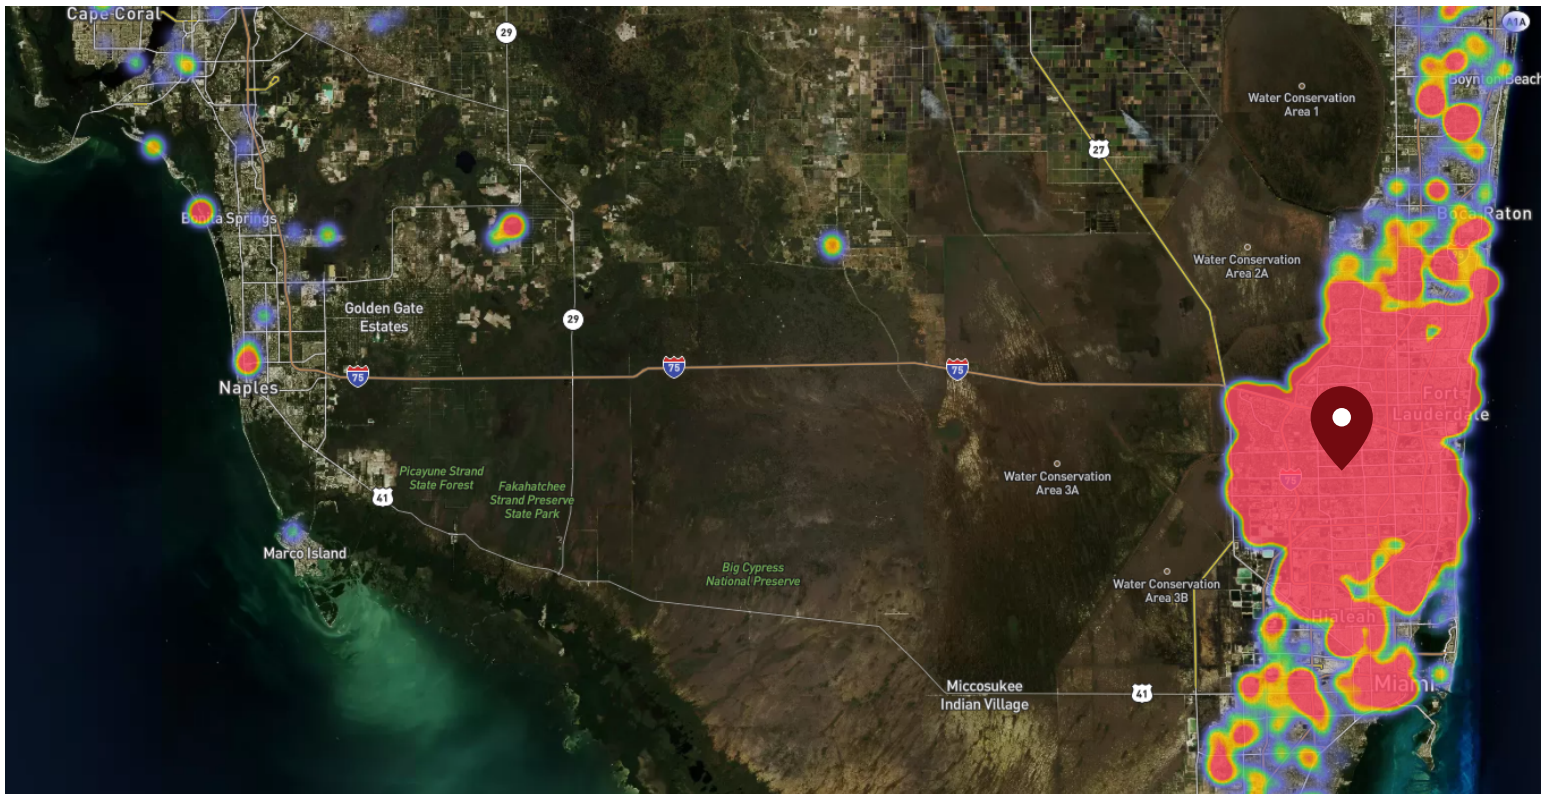 Cape Coral
29
A1A
Boynton Beach
Water Conservation
Area 1
27
Bonita Springs
Boca Raton
Water Conservation
Area 2A
Golden Gate
Estates
29
75
75
75
Naples
Fort
Lauderdale
Picayune Strand
State Forest
Fakahatchee
Strand Preserve
State Park
41
Water Conservation
Area 3A
75
Marco Island
Big Cypress
National Preserve
Water Conservation
Area 3B
Hialeah
Miccosukee
Indian Village
41
Miami